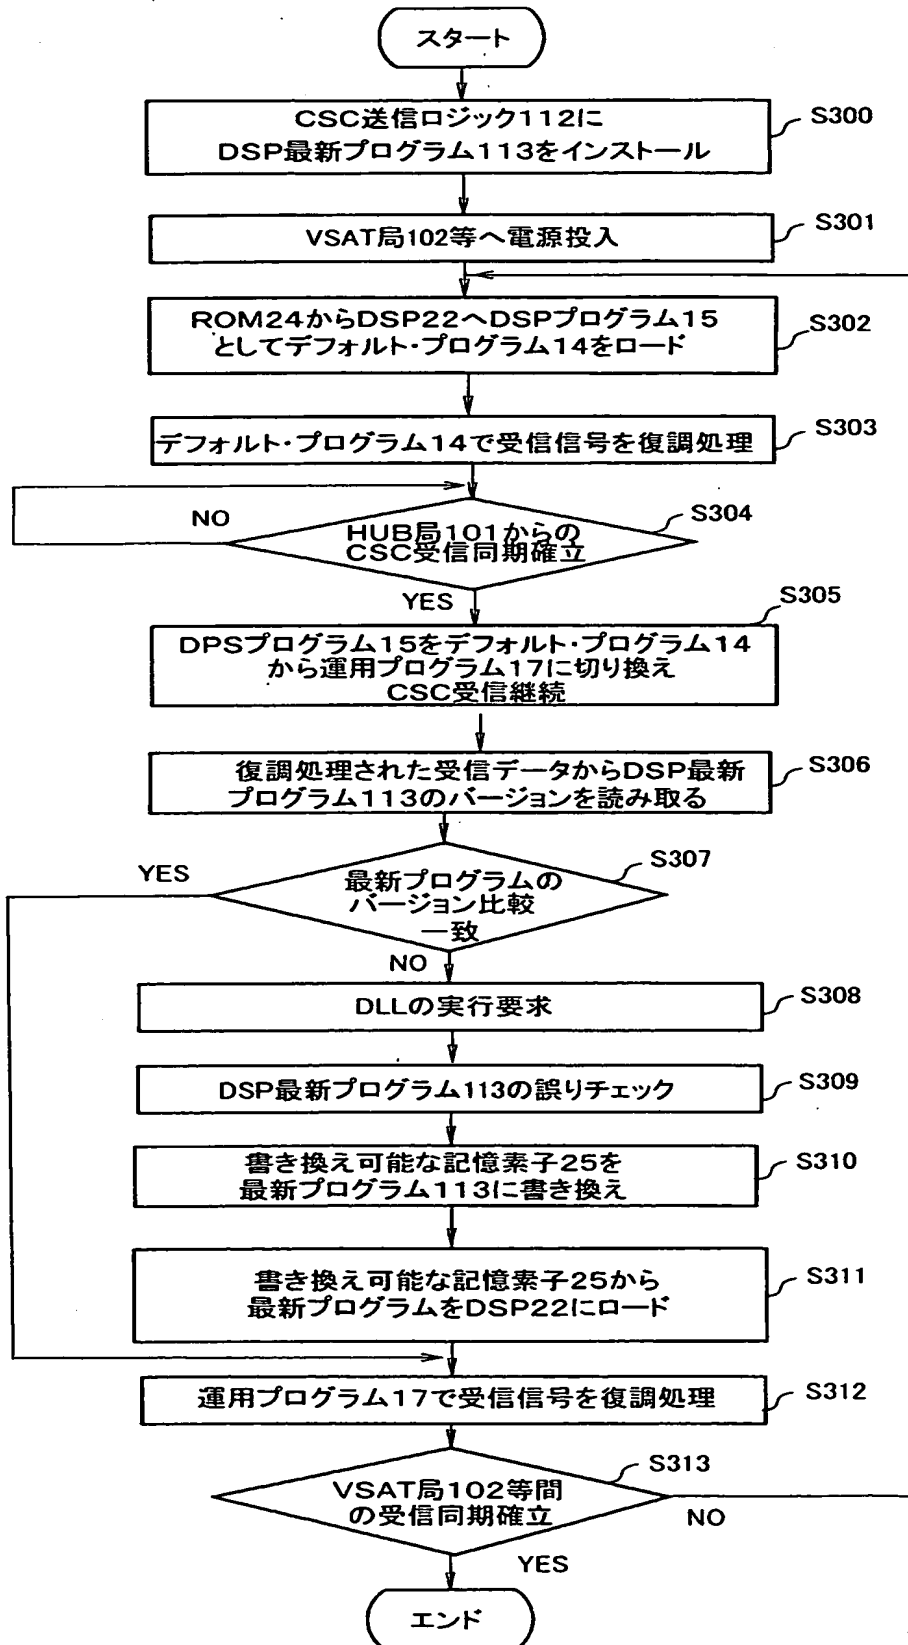 スタート
CSC送信ロジック112に
DSP最新プログラム113をインストール
S300
VSAT局102等へ電源投入
S301
ROM24からDSP22へDSPプログラム15
としてデフォルト・プログラム14をロード
S302
デフォルト・プログラム14で受信信号を復調処理
S303
HUB局101からの
CSC受信同期確立
S304
NO
YES
S305
DPSプログラム15をデフォルト・プログラム14
から運用プログラム17に切り換え
CSC受信継続
復調処理された受信データからDSP最新
プログラム113のバージョンを読み取る
S306
YES
最新プログラムの
バージョン比較
一致
S307
NO
DLLの実行要求
S308
DSP最新プログラム113の誤りチェック
S309
書き換え可能な記憶素子25を
最新プログラム113に書き換え
S310
書き換え可能な記憶素子25から
最新プログラムをDSP22にロード
S311
運用プログラム17で受信信号を復調処理
S312
VSAT局102等間
の受信同期確立
S313
NO
YES
エンド